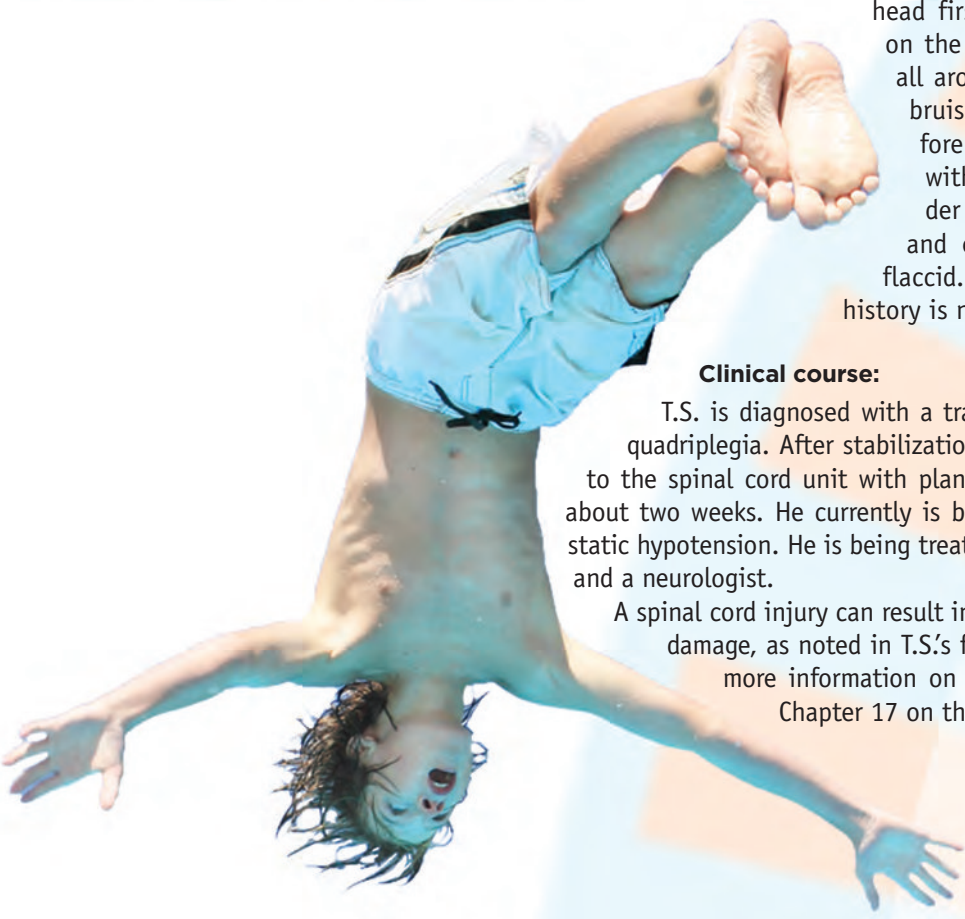 head firs
on the
all aro
bruis
fore
with
der
and
flaccid.
history is
Clinical course:
T.S. is diagnosed with a tra
quadriplegia. After stabilizatio
to the spinal cord unit with plan
about two weeks. He currently is b
static hypotension. He is being treat
and a neurologist.
A spinal cord injury can result in
damage, as noted in T.S.'s f
more information on
Chapter 17 on th